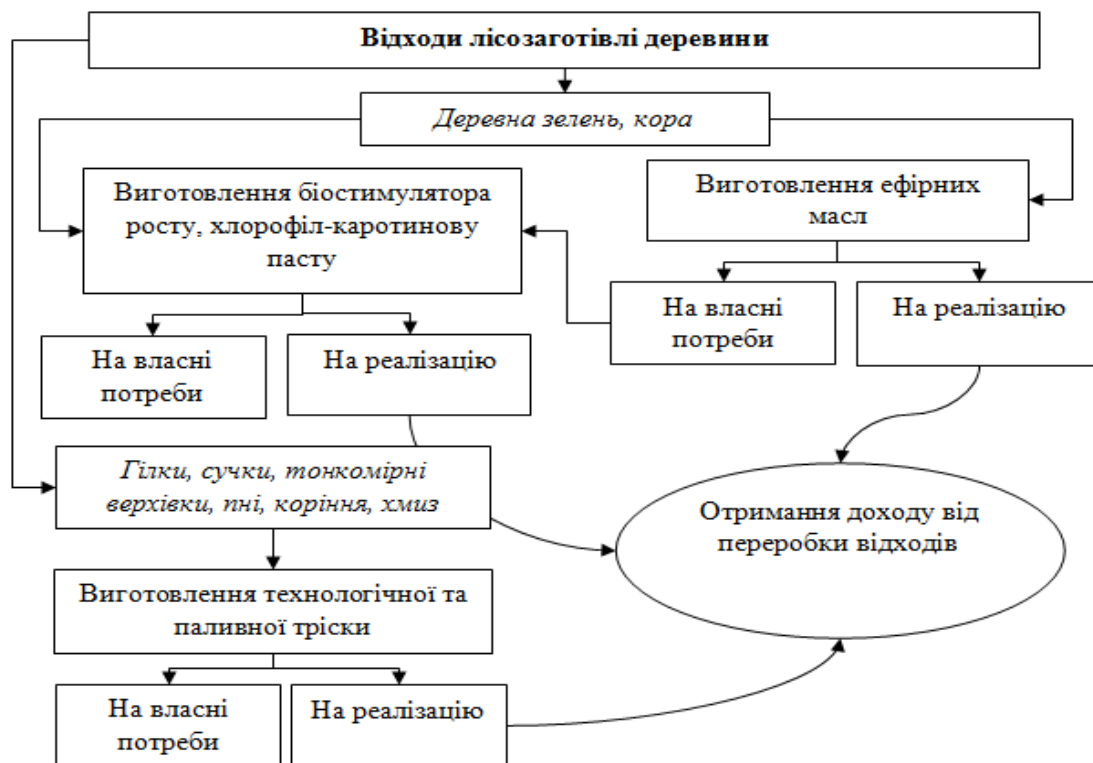 Відходи лісозаготівлі деревини
Деревна зелень, кора
Виготовлення біостимулятора
росту, хлорофіл-каротинову
пасту
Виготовлення ефірних
масл
На власні
потреби
На реалізацію
На власні
потреби
На реалізацію
Гілки, сучки, тонкомірні
верхівки, пні, коріння, хмиз
Отримання доходу від
переробки відходів
Виготовлення технологічної та
паливної тріски
На власні
потреби
На реалізацію